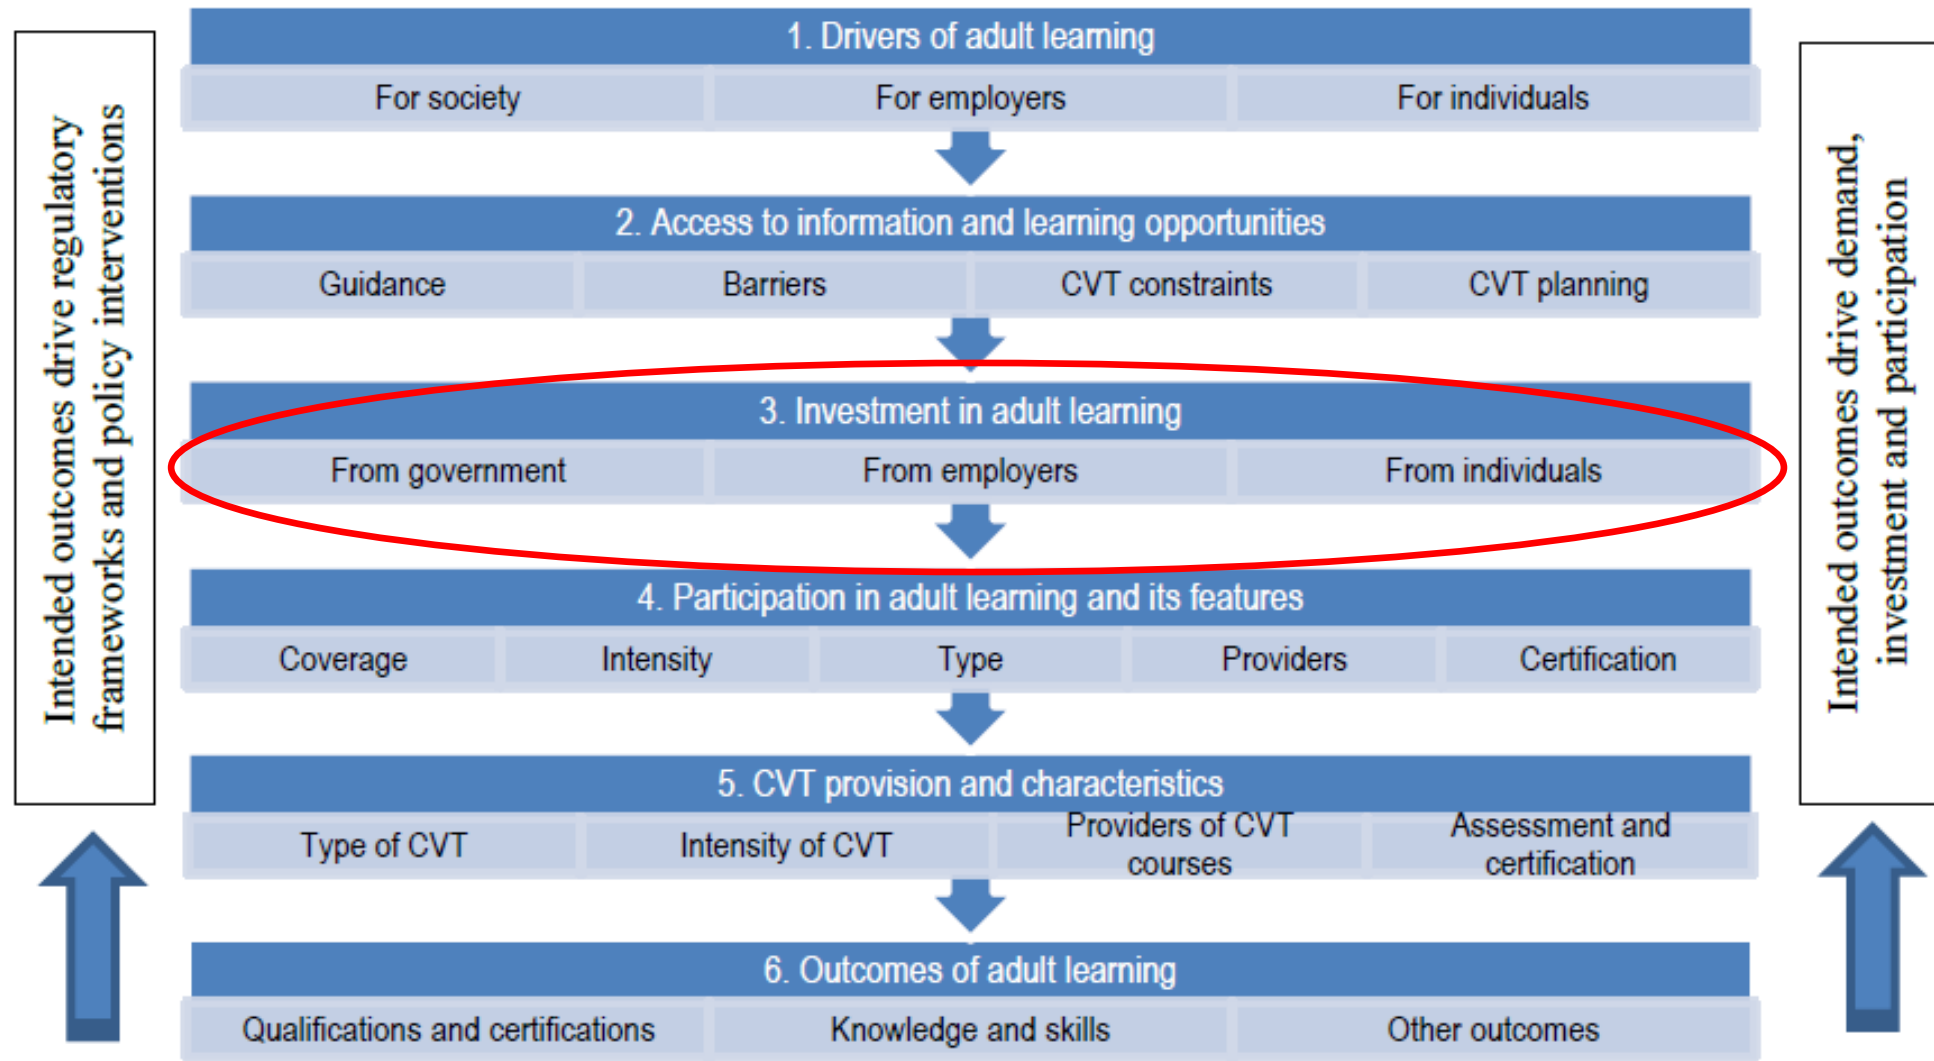 Intended outcomes drive regulatory
frameworks and policy interventions
1. Drivers of adult learning
For society
For employers
For individuals
2. Access to information and learning opportunities
Guidance
Barriers
CVT constraints
CVT planning
3. Investment in adult learning
From government
From employers
From individuals
4. Participation in adult learning and its features
Coverage
Intensity
Type
Providers
Certification
5. CVT provision and characteristics
Type of CVT
Intensity of CVT
Providers of CVT
courses
Assessment and
certification
6. Outcomes of adult learning
Qualifications and certifications
Knowledge and skills
Other outcomes
Intended outcomes drive demand,
investment and participation